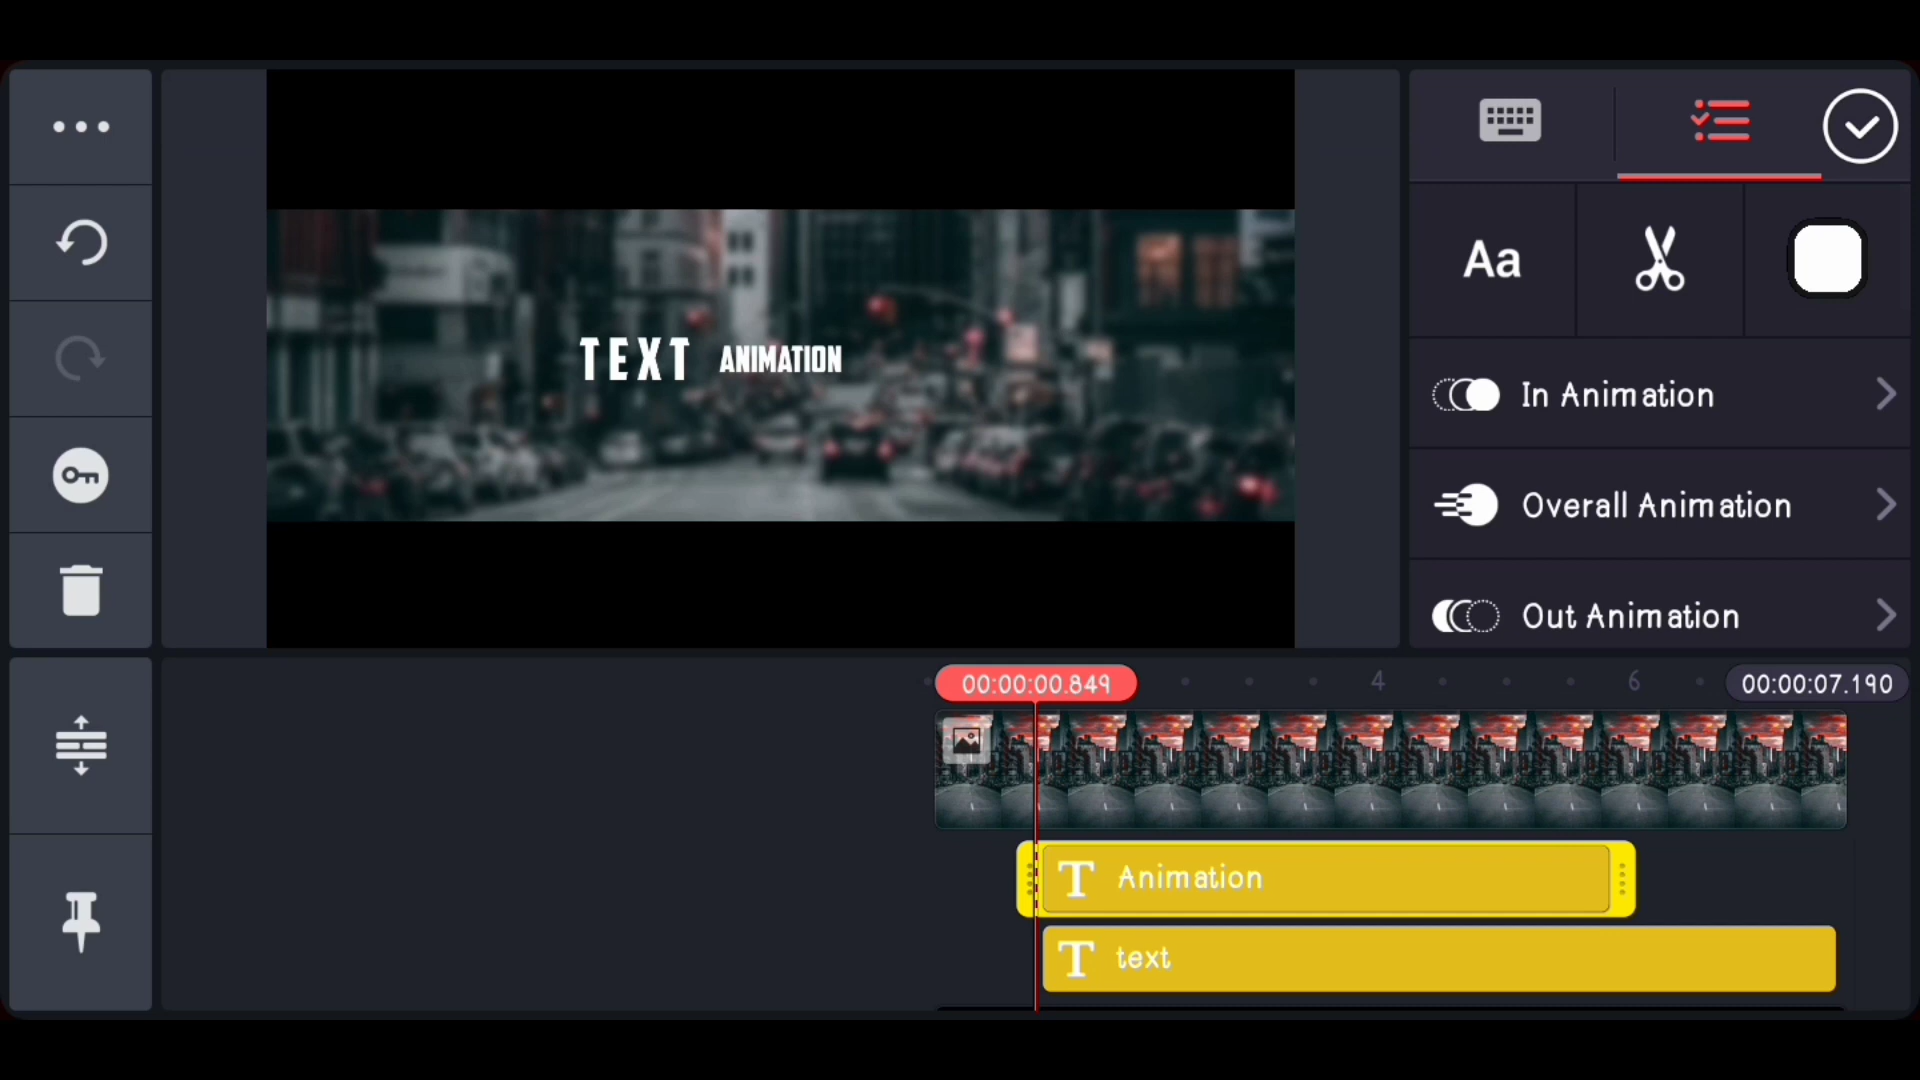 TEXT ANIMATION
Aa
In Animation
Overall Animation
Out Animation
00:00:00.849
4
6
00:00:07.190
T Animation
T text